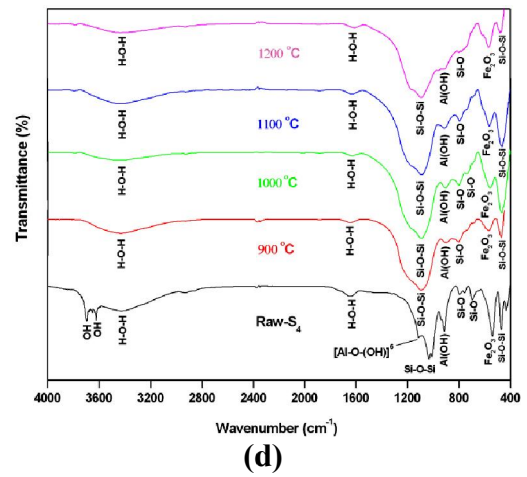 Transmittance (%)
1200 °C
H-O-H
H-O-H
Si-O-Si
Al(OH)
Si-O
Fe₂O₃
Si-O-Si
1100 °C
H-O-H
H-O-H
Si-O-Si
Al(OH)
Si-O
Fe₂O₃
Si-O-Si
1000 °C
H-O-H
H-O-H
Si-O-Si
Al(OH)
Si-O
Si-O
Fe₂O₃
Si-O-Si
900 °C
H-O-H
H-O-H
Si-O-Si
Al(OH)
Si-O
Fe₂O₃
Si-O-Si
Raw-S₄
OH
OH
H-O-H
H-O-H
[Al-O-(OH)]⁶
Si-O-Si
Al(OH)
Si-O
Si-O
Fe₂O₃
Si-O-Si
4000 3600 3200 2800 2400 2000 1600 1200 800 400
Wavenumber (cm⁻¹)
(d)